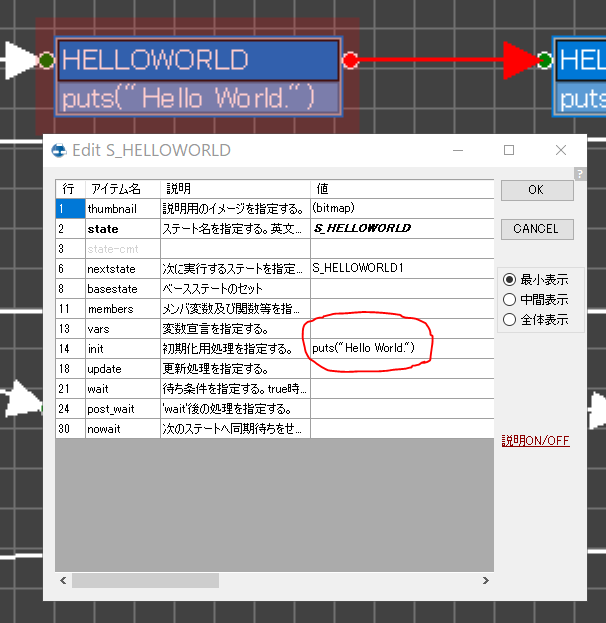 HELLOWORLD
puts("Hello World.")
HEL
puts
Edit S_HELLOWORLD
?
行 アイテム名 説明 値
1 thumbnail 説明用のイメージを指定する。 (bitmap)
2 state ステート名を指定する。英文... S_HELLOWORLD
3 state-cmt
6 nextstate 次に実行するステートを指定... S_HELLOWORLD1
8 basestate ベースステートのセット
11 members メンバ変数及び関数等を指...
13 vars 変数宣言を指定する。
14 init 初期化用処理を指定する。 puts("Hello World.")
18 update 更新処理を指定する。
21 wait 待ち条件を指定する。true時...
24 post_wait 'wait'後の処理を指定する。
30 nowait 次のステートへ同期待ちをせ...
OK
CANCEL
最小表示
中間表示
全体表示
説明ON/OFF